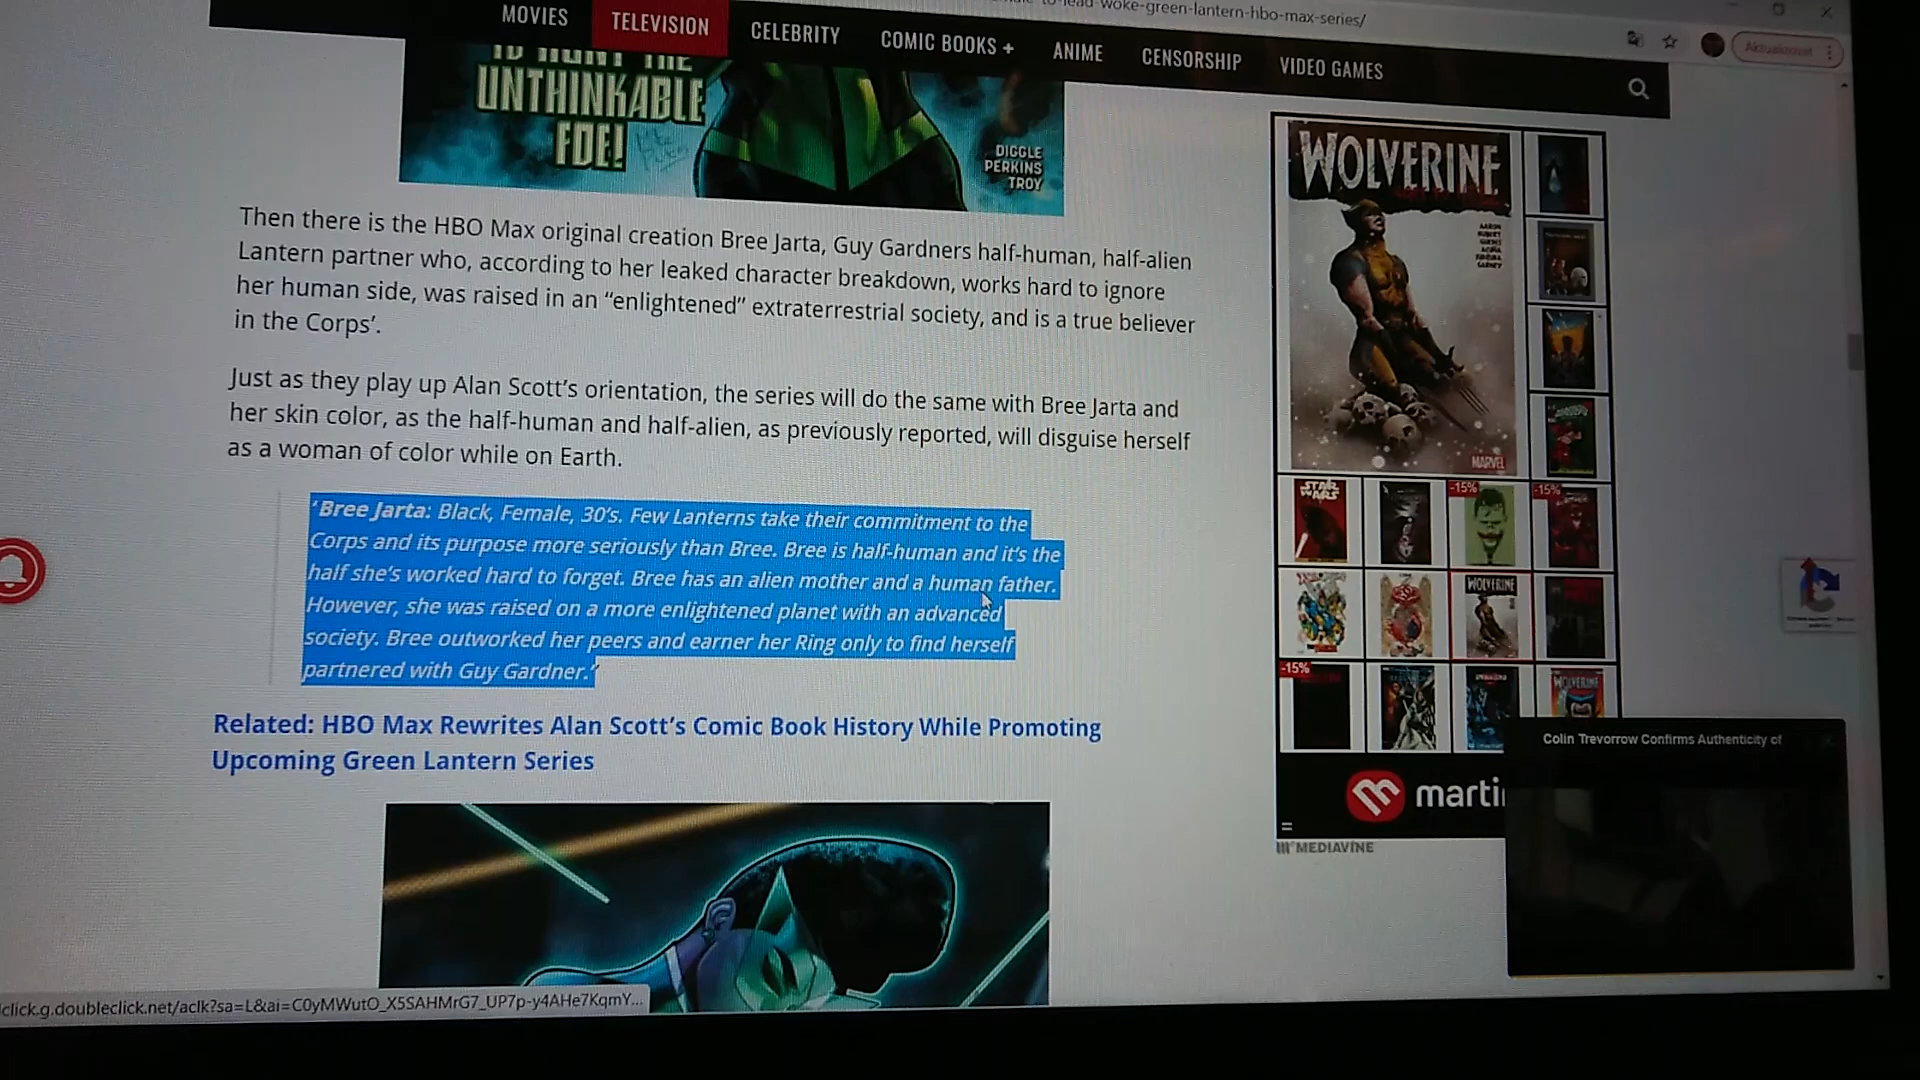 to-lead-woke-green-lantern-hbo-max-series/
MOVIES
TELEVISION
CELEBRITY
COMIC BOOKS +
ANIME
CENSORSHIP
VIDEO GAMES
Aktualizovat
UNTHINKABLE
FOE!
DIGGLE
PERKINS
TROY
Then there is the HBO Max original creation Bree Jarta, Guy Gardners half-human, half-alien
Lantern partner who, according to her leaked character breakdown, works hard to ignore
her human side, was raised in an “enlightened” extraterrestrial society, and is a true believer
in the Corps’.
Just as they play up Alan Scott’s orientation, the series will do the same with Bree Jarta and
her skin color, as the half-human and half-alien, as previously reported, will disguise herself
as a woman of color while on Earth.
‘Bree Jarta: Black, Female, 30’s. Few Lanterns take their commitment to the
Corps and its purpose more seriously than Bree. Bree is half-human and it’s the
half she’s worked hard to forget. Bree has an alien mother and a human father.
However, she was raised on a more enlightened planet with an advanced
society. Bree outworked her peers and earner her Ring only to find herself
partnered with Guy Gardner.”
Related: HBO Max Rewrites Alan Scott’s Comic Book History While Promoting
Upcoming Green Lantern Series
WOLVERINE
MARVEL
STAR
WARS
-15%
-15%
WOLVERINE
-15%
WOLVERINE
marti
MEDIAVINE
Colin Trevorrow Confirms Authenticity of
click.g.doubleclick.net/aclk?sa=L&ai=C0yMWutO_X5SAHMrG7_UP7p-y4AHe7KqmY...